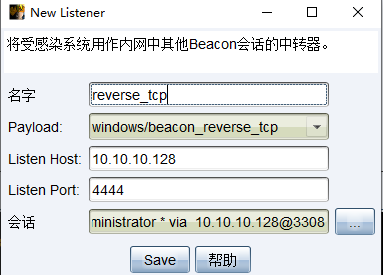 New Listener
将受感染系统用作内网中其他Beacon会话的中转器。
名字 reverse_tcp
Payload: windows/beacon_reverse_tcp
Listen Host: 10.10.10.128
Listen Port: 4444
会话 ministrator * via 10.10.10.128@3308 ...
Save 帮助